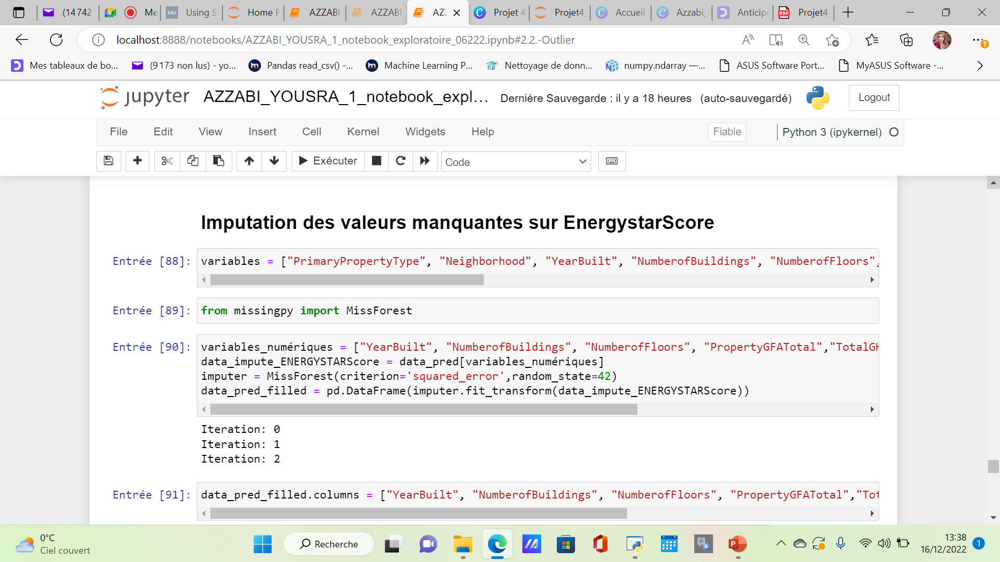 (14 742
Me
tds Using S
Home P
AZZABI
AZZABI
AZ
Projet 4
Projet4
Accueil
Azzabi
Anticipe
PDF Projet4
localhost:8888/notebooks/AZZABI_YOUSRA_1_notebook_exploratoire_06222.ipynb#2.2.-Outlier
Mes tableaux de bo...
(9 173 non lus) - yo...
Pandas read_csv() -...
Machine Learning P...
Nettoyage de donn...
numpy.ndarray —...
ASUS Software Port...
MyASUS Software -...
jupyter AZZABI_YOUSRA_1_notebook_expl... Dernière Sauvegarde : il y a 18 heures (auto-sauvegardé) Logout
File Edit View Insert Cell Kernel Widgets Help Fiable Python 3 (ipykernel)
Exécuter Code
Imputation des valeurs manquantes sur EnergystarScore
Entrée [88]: variables = ["PrimaryPropertyType", "Neighborhood", "YearBuilt", "NumberofBuildings", "NumberofFloors",
Entrée [89]: from missingpy import MissForest
Entrée [90]: variables_numériques = ["YearBuilt", "NumberofBuildings", "NumberofFloors", "PropertyGFATotal","TotalGH
data_impute_ENERGYSTARScore = data_pred[variables_numériques]
imputer = MissForest(criterion='squared_error',random_state=42)
data_pred_filled = pd.DataFrame(imputer.fit_transform(data_impute_ENERGYSTARScore))
Iteration: 0
Iteration: 1
Iteration: 2
Entrée [91]: data_pred_filled.columns = ["YearBuilt", "NumberofBuildings", "NumberofFloors", "PropertyGFATotal","Tot
0°C
Ciel couvert
Recherche
13:38
16/12/2022
1